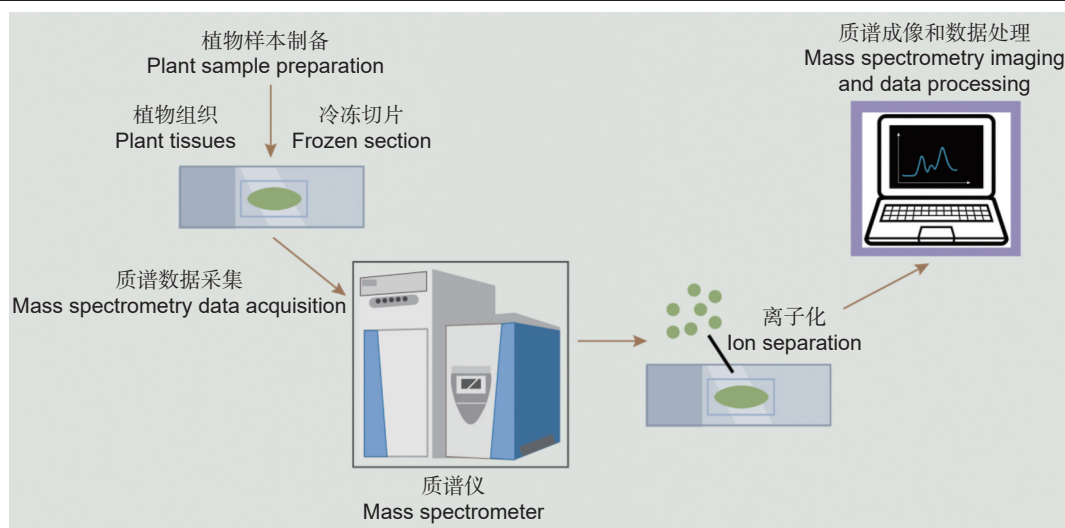 植物样本制备
Plant sample preparation
植物组织
Plant tissues
冷冻切片
Frozen section
质谱数据采集
Mass spectrometry data acquisition
质谱仪
Mass spectrometer
离子化
Ion separation
质谱成像和数据处理
Mass spectrometry imaging
and data processing